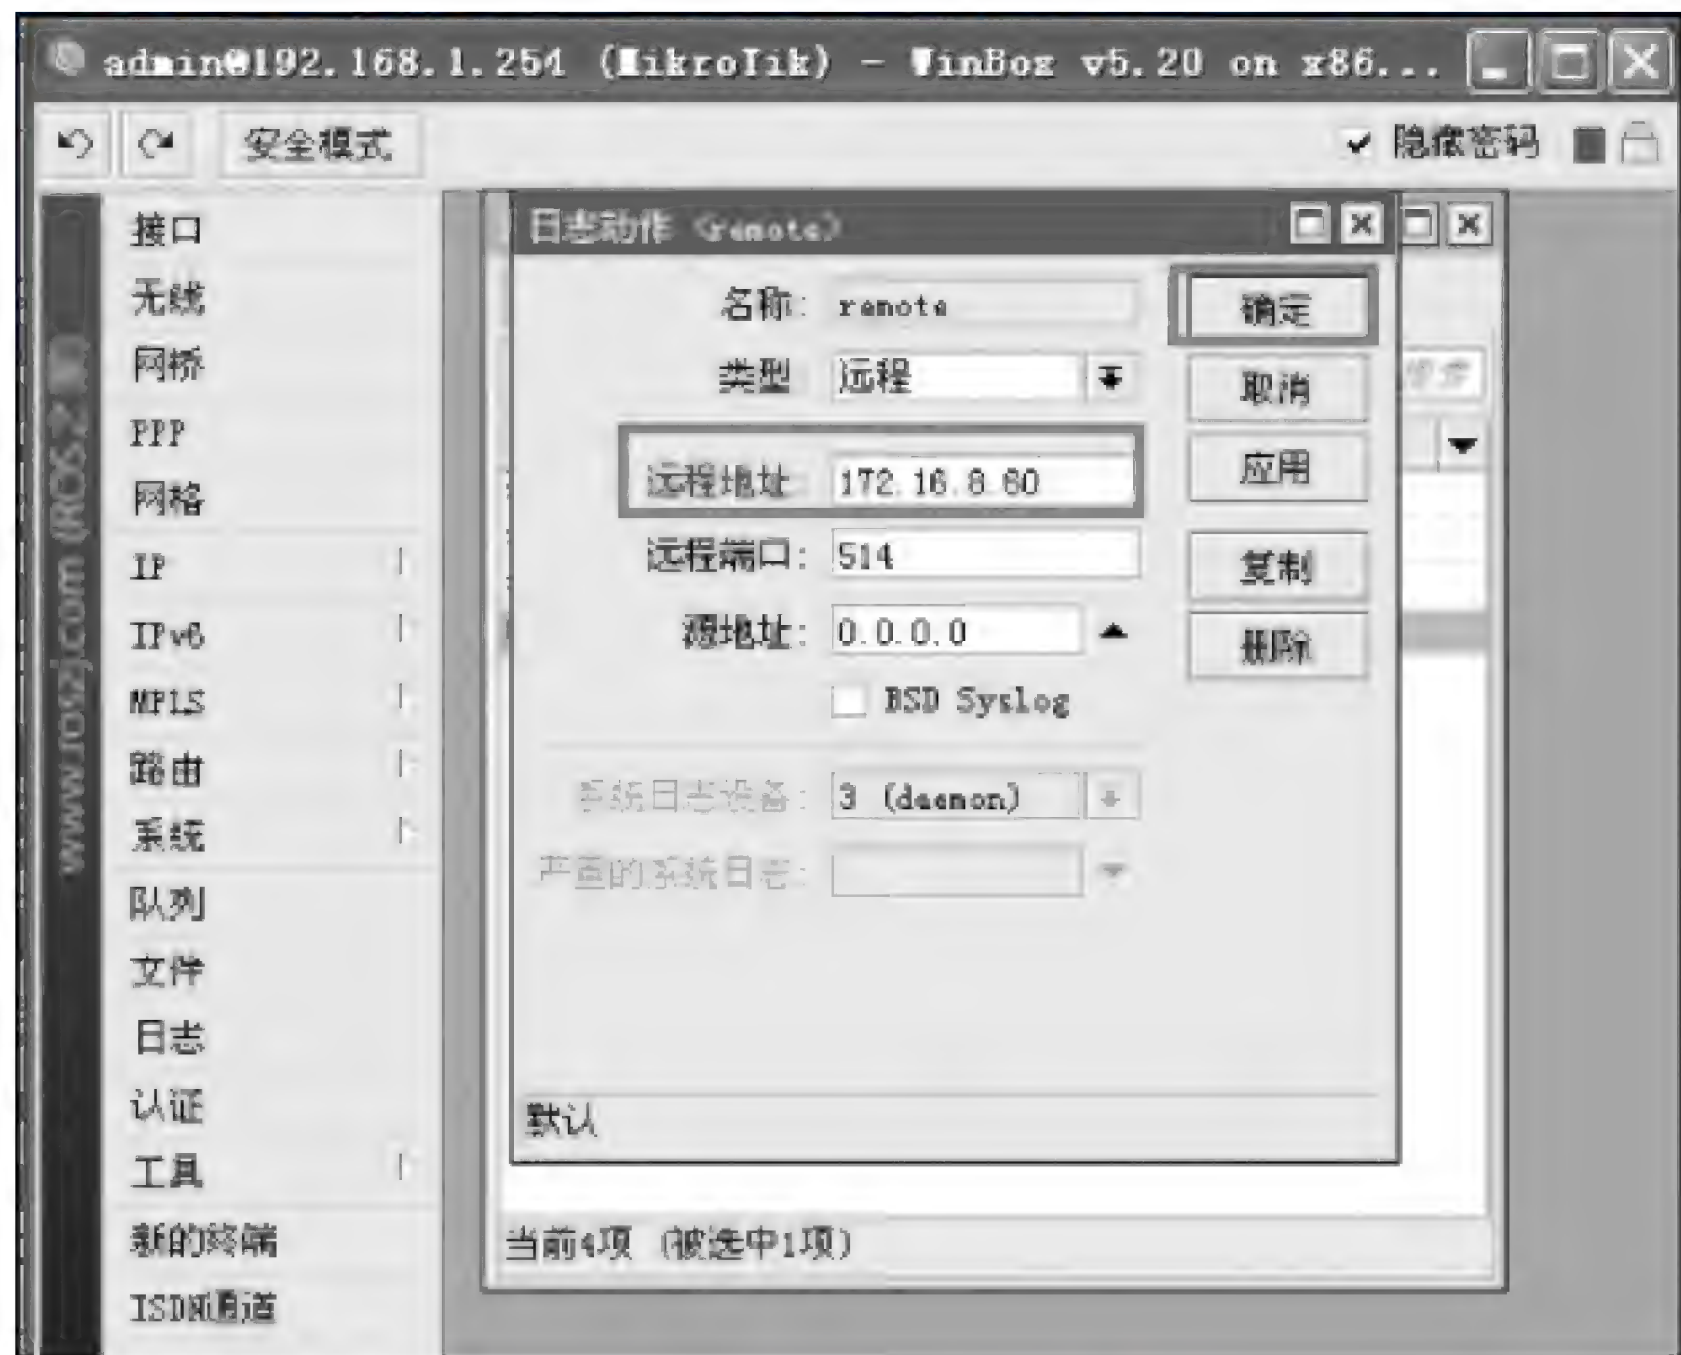 admin@192.168.1.254 (MikroTik) - WinBox v5.20 on x86...
安全模式
隐藏密码
接口
无线
网桥
PPP
网格
IP
IPv6
MPLS
路由
系统
队列
文件
日志
认证
工具
新的终端
ISDN通道
www.roszj.com (ROS.2
日志动作 <remote>
名称: remote
类型 远程
远程地址: 172.16.8.60
远程端口: 514
源地址: 0.0.0.0
BSD Syslog
系统日志设备: 3 (daemon)
严重的系统日志:
默认
确定
取消
应用
复制
删除
当前4项 (被选中1项)